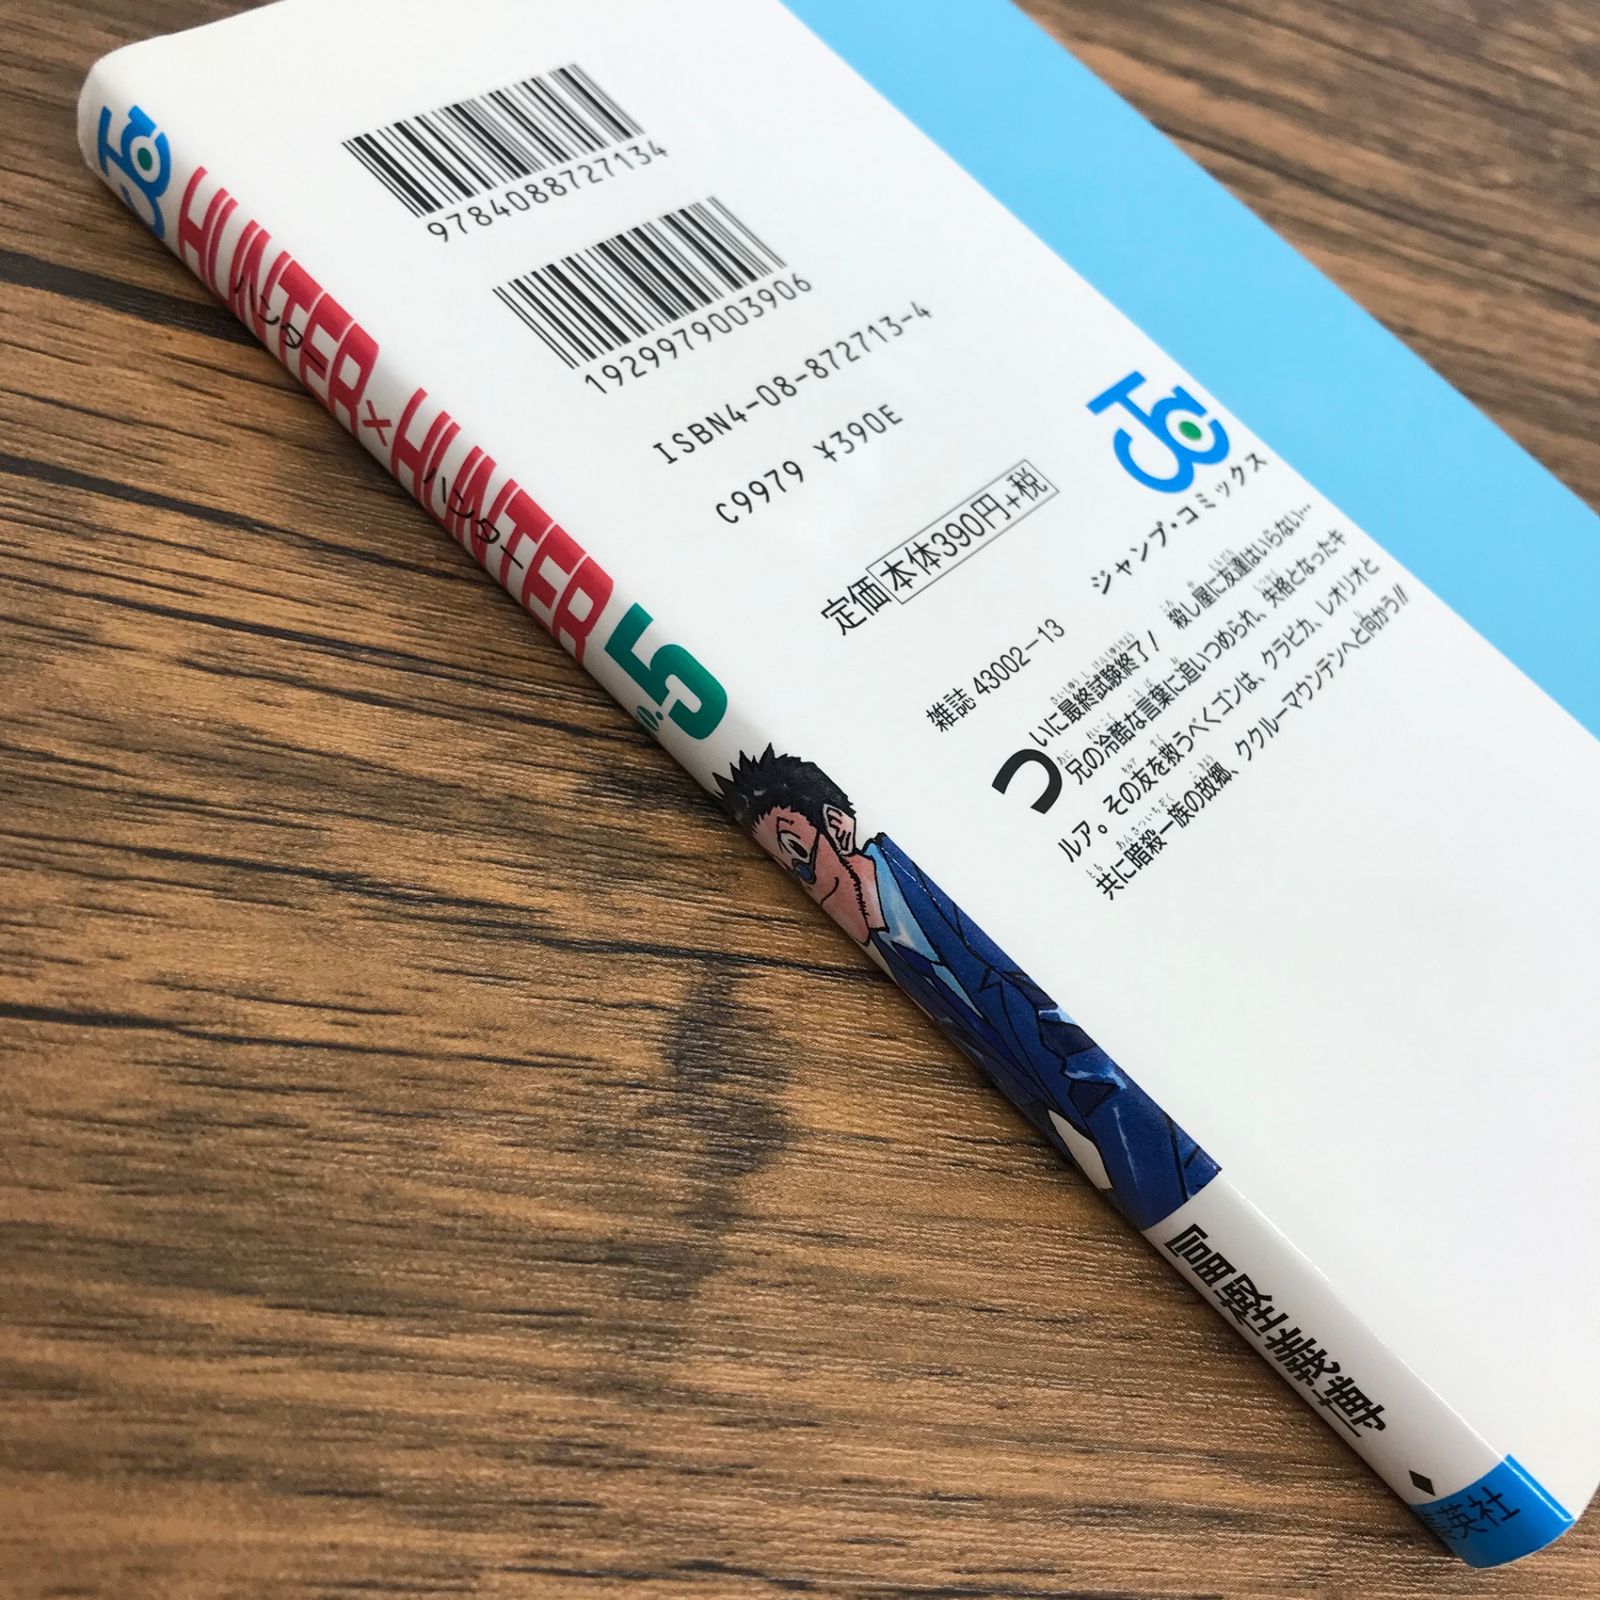 HUNTER×HUNTER
ハンター
ハンター
5
冨樫義博
集英社
9784088727134
1929979003906
ISBN4-08-872713-4
C9979 ¥390E
定価 本体390円+税
雑誌 43002-13
ジャンプ・コミックス
ついに最終試験終了! 殺し屋に友達はいらない…
兄の冷酷な言葉に追いつめられ、失格となったキ
ルア。その友を救うべくゴンは、クラピカ、レオリオと
共に暗殺一族の故郷、ククルーマウンテンへと向かう!!